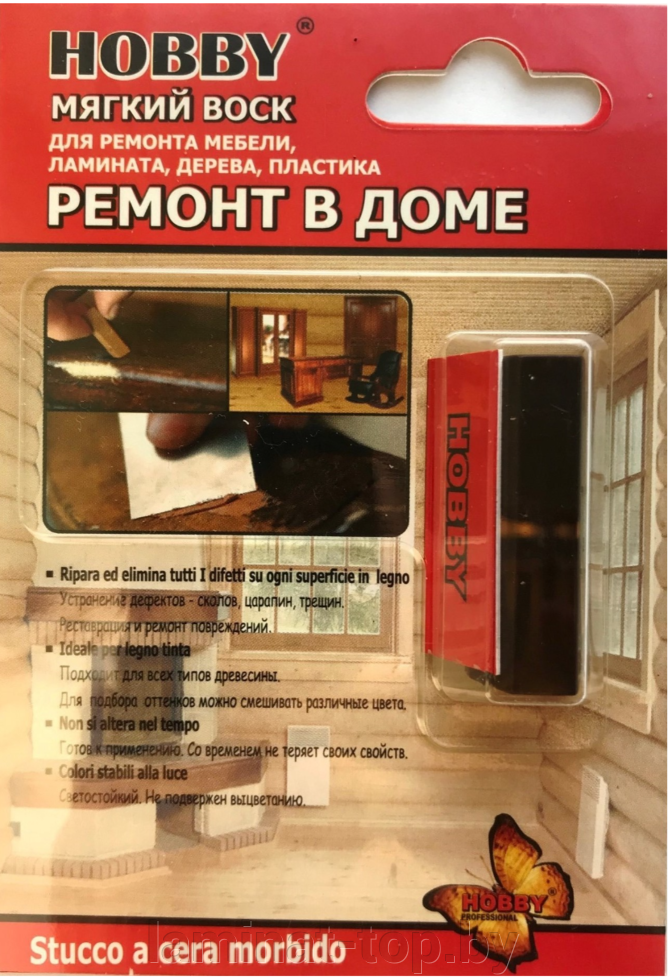 HOBBY®
МЯГКИЙ ВОСК
ДЛЯ РЕМОНТА МЕБЕЛИ,
ЛАМИНАТА, ДЕРЕВА, ПЛАСТИКА
РЕМОНТ В ДОМЕ
HOBBY
▪ Ripara ed elimina tutti I difetti su ogni superficie in legno
Устранение дефектов - сколов, царапин, трещин.
Реставрация и ремонт повреждений.
▪ Ideale per legno tinta
Подходит для всех типов древесины.
Для подбора оттенков можно смешивать различные цвета.
▪ Non si altera nel tempo
Готов к применению. Со временем не теряет своих свойств.
▪ Colori stabili alla luce
Светостойкий. Не подвержен выцветанию.
HOBBY
PROFESSIONAL
Stucco a cera morbido
laminat-top.by